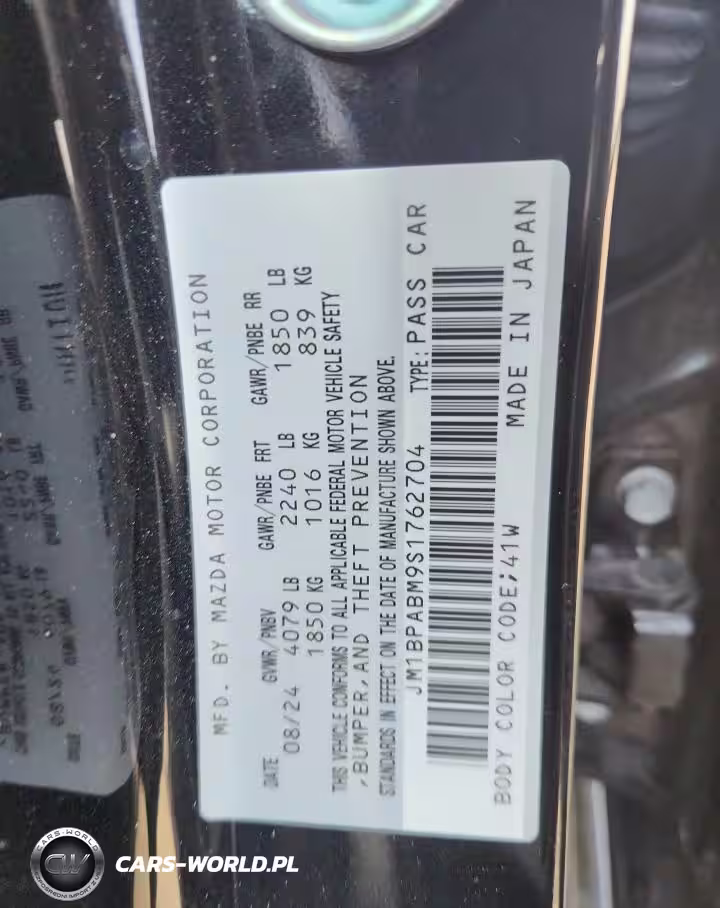 MFD. BY MAZDA MOTOR CORPORATION
DATE GVWR/PNBV GAWR/PNBE FRT GAWR/PNBE RR
08/24 4079 LB 2240 LB 1850 LB
1850 KG 1016 KG 839 KG
THIS VEHICLE CONFORMS TO ALL APPLICABLE FEDERAL MOTOR VEHICLE SAFETY
,BUMPER,AND THEFT PREVENTION
STANDARDS IN EFFECT ON THE DATE OF MANUFACTURE SHOWN ABOVE.
JM1BPABM9S1762704 TYPE:PASS CAR
BODY COLOR CODE;41W MADE IN JAPAN
CARS-WORLD
CW
CARS-WORLD.PL